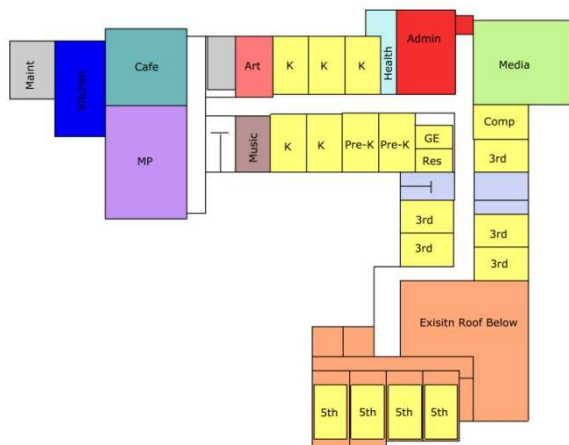 Maint
Kitchen
Cafe
Art
K
K
K
Health
Admin
Media
MP
Music
K
K
Pre-K
Pre-K
GE
Res
Comp
3rd
3rd
3rd
3rd
3rd
Exisitn Roof Below
5th
5th
5th
5th